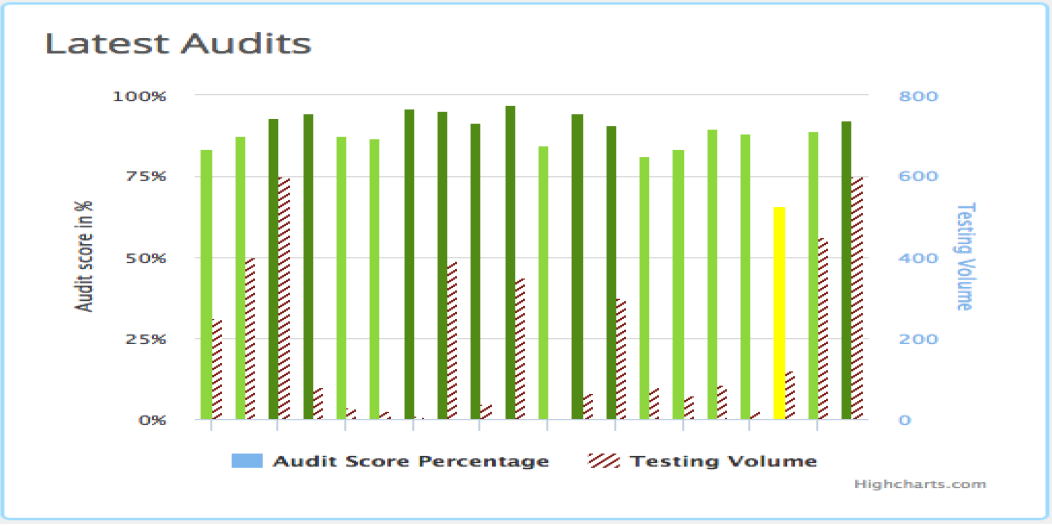 Latest Audits
100%
75%
50%
25%
0%
Audit score in %
800
600
400
200
0
Testing Volume
Audit Score Percentage
Testing Volume
Highcharts.com